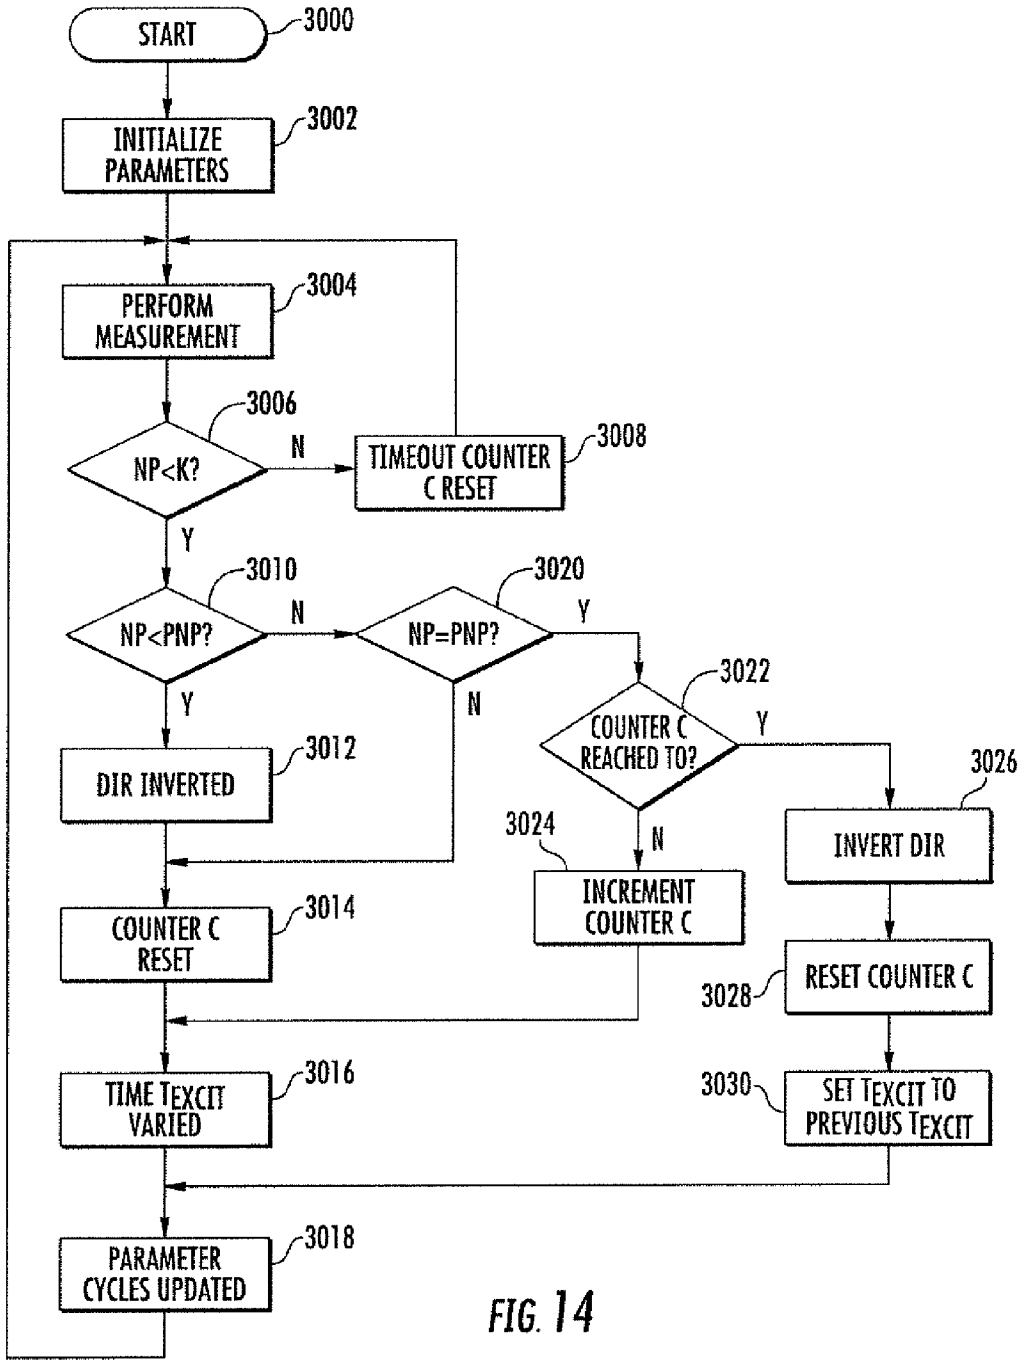 START
3000
INITIALIZE
PARAMETERS
3002
PERFORM
MEASUREMENT
3004
NP<K?
3006
N
Y
TIMEOUT COUNTER
C RESET
3008
NP<PNP?
3010
N
Y
NP=PNP?
3020
Y
N
COUNTER C
REACHED TO?
3022
Y
N
DIR INVERTED
3012
3024
INCREMENT
COUNTER C
3026
INVERT DIR
COUNTER C
RESET
3014
RESET COUNTER C
3028
TIME TEXCIT
VARIED
3016
SET TEXCIT TO
PREVIOUS TEXCIT
3030
PARAMETER
CYCLES UPDATED
3018
FIG. 14